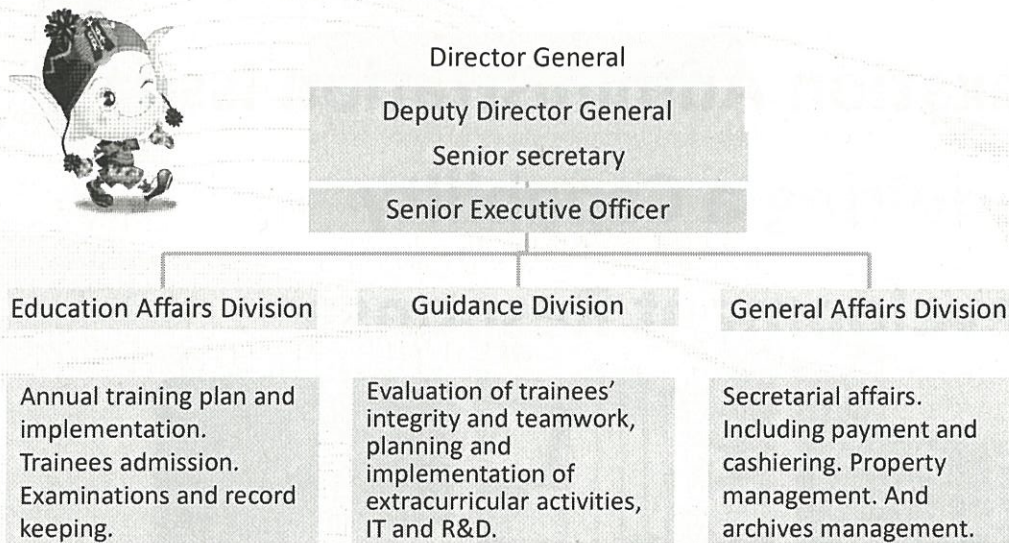 Director General
Deputy Director General
Senior secretary
Senior Executive Officer
Education Affairs Division
Guidance Division
General Affairs Division
Annual training plan and
implementation.
Trainees admission.
Examinations and record
keeping.
Evaluation of trainees’
integrity and teamwork,
planning and
implementation of
extracurricular activities,
IT and R&D.
Secretarial affairs.
Including payment and
cashiering. Property
management. And
archives management.